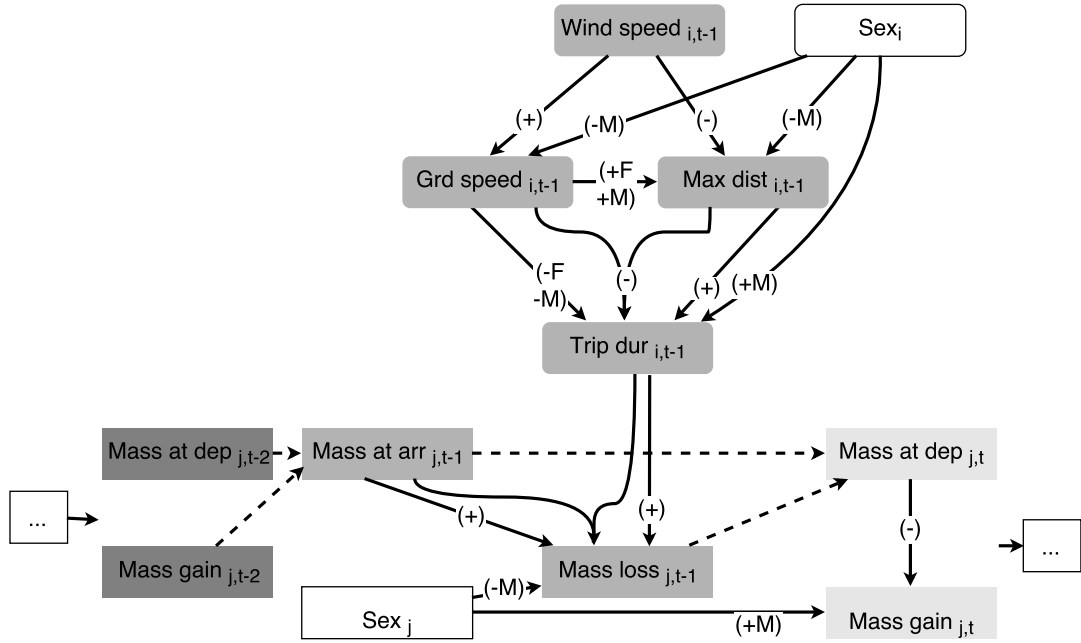 Wind speed i,t-1
Sex i
(+)
(-M)
(-)
(-M)
Grd speed i,t-1
(+F
+M)
Max dist i,t-1
(-F
-M)
(-)
(+)
(+M)
Trip dur i,t-1
Mass at dep j,t-2
Mass at arr j,t-1
Mass at dep j,t
...
(+)
(+)
(-)
...
Mass gain j,t-2
Mass loss j,t-1
(-M)
Sex j
(+M)
Mass gain j,t